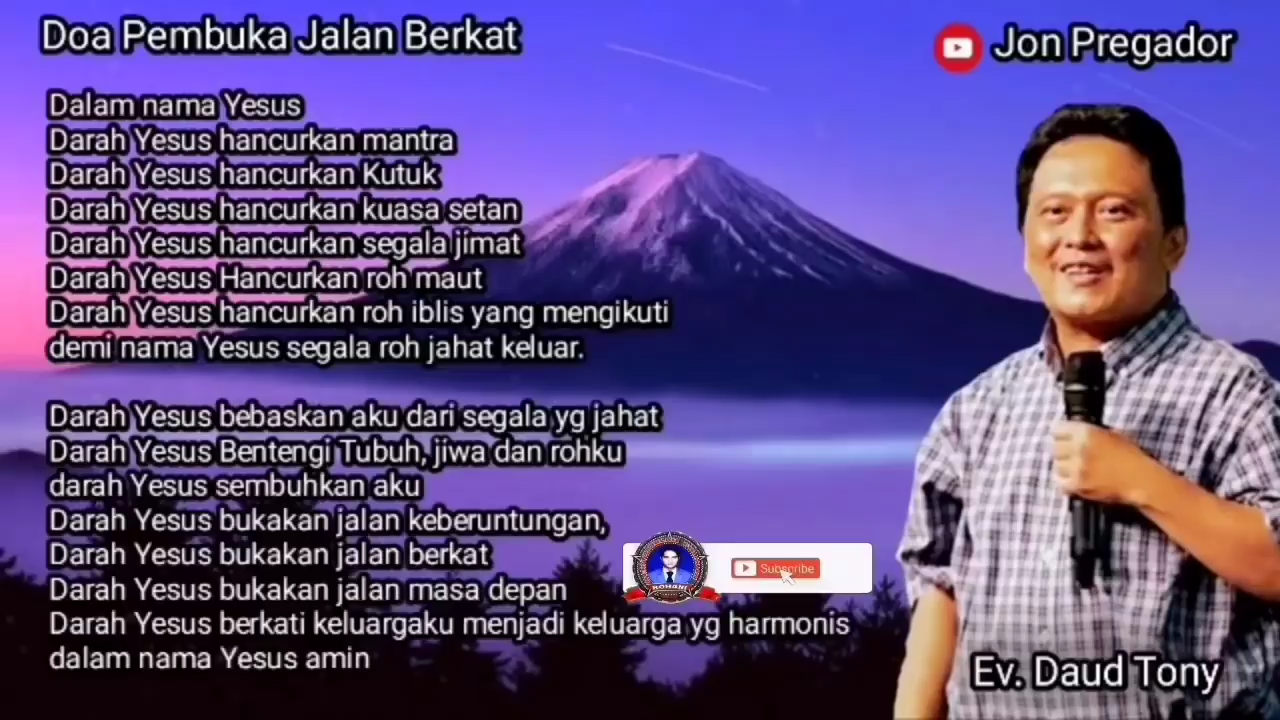 Doa Pembuka Jalan Berkat
Jon Pregador
Dalam nama Yesus
Darah Yesus hancurkan mantra
Darah Yesus hancurkan Kutuk
Darah Yesus hancurkan kuasa setan
Darah Yesus hancurkan segala jimat
Darah Yesus Hancurkan roh maut
Darah Yesus hancurkan roh iblis yang mengikuti
demi nama Yesus segala roh jahat keluar.
Darah Yesus bebaskan aku dari segala yg jahat
Darah Yesus Bentengi Tubuh, jiwa dan rohku
darah Yesus sembuhkan aku
Darah Yesus bukakan jalan keberuntungan,
Darah Yesus bukakan jalan berkat
Darah Yesus bukakan jalan masa depan
Darah Yesus berkati keluargaku menjadi keluarga yg harmonis
dalam nama Yesus amin
ROHANI
Subscribe
Ev. Daud Tony